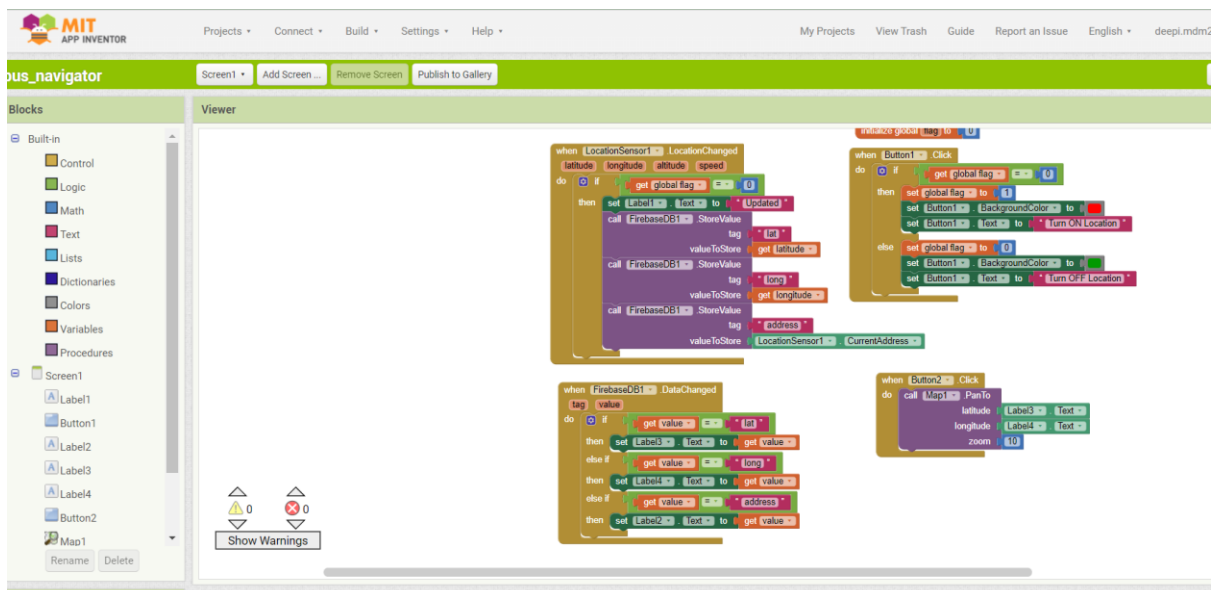 MIT
APP INVENTOR
Projects Connect Build Settings Help My Projects View Trash Guide Report an Issue English deepi.mdm2
ous_navigator Screen1 Add Screen ... Remove Screen Publish to Gallery
Blocks
Viewer
Built-in
Control
Logic
Math
Text
Lists
Dictionaries
Colors
Variables
Procedures
Screen1
Label1
Button1
Label2
Label3
Label4
Button2
Map1
Rename Delete
0 0
Show Warnings
when LocationSensor1 .LocationChanged
latitude longitude altitude speed
do if get global flag = 0
then set Label1 . Text to " Updated "
call FirebaseDB1 .StoreValue
tag " lat "
valueToStore get latitude
call FirebaseDB1 .StoreValue
tag " long "
valueToStore get longitude
call FirebaseDB1 .StoreValue
tag " address "
valueToStore LocationSensor1 . CurrentAddress
when FirebaseDB1 .DataChanged
tag value
do if get value = " lat "
then set Label3 . Text to get value
else if get value = " long "
then set Label4 . Text to get value
else if get value = " address "
then set Label2 . Text to get value
initialize global flag to 0
when Button1 .Click
do if get global flag = 0
then set global flag to 1
set Button1 . BackgroundColor to
set Button1 . Text to " Turn ON Location "
else set global flag to 0
set Button1 . BackgroundColor to
set Button1 . Text to " Turn OFF Location "
when Button2 .Click
do call Map1 .PanTo
latitude Label3 . Text
longitude Label4 . Text
zoom 10